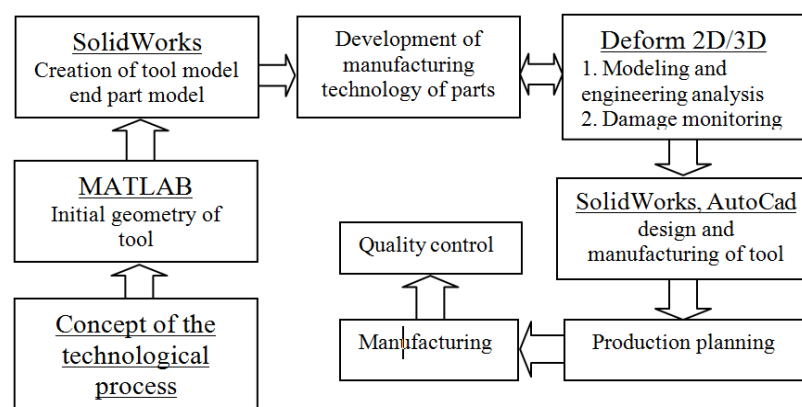 SolidWorks
Creation of tool model
end part model
Development of
manufacturing
technology of parts
Deform 2D/3D
1. Modeling and
engineering analysis
2. Damage monitoring
MATLAB
Initial geometry of
tool
SolidWorks, AutoCad
design and
manufacturing of tool
Quality control
Concept of the
technological
process
Manufacturing
Production planning